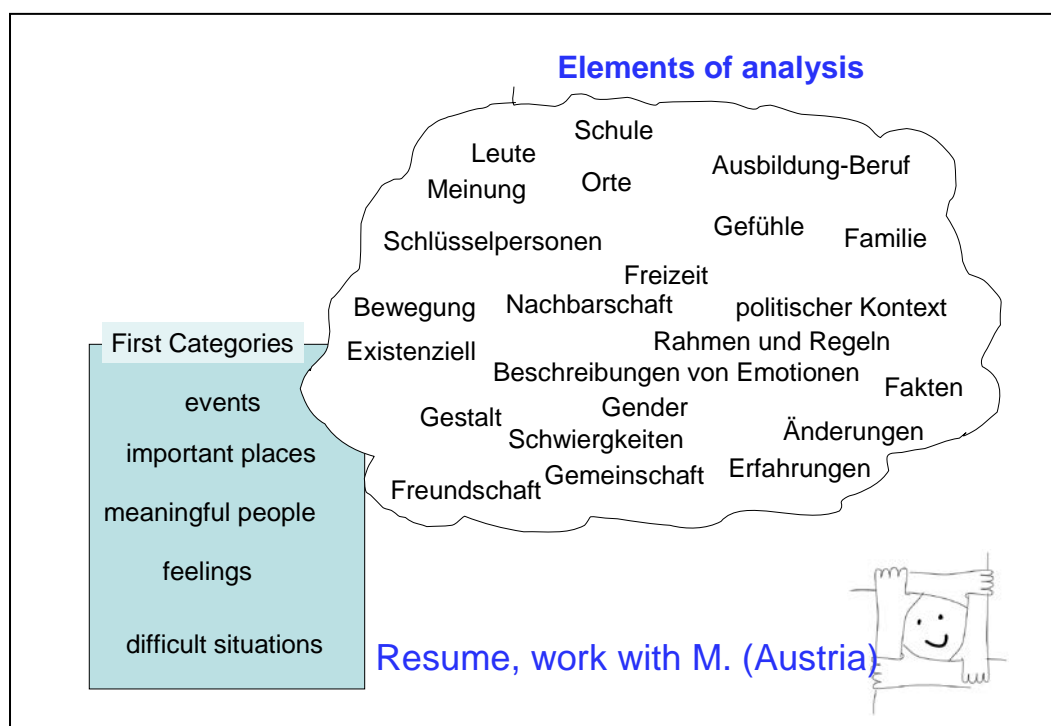 Elements of analysis
Schule
Leute
Ausbildung-Beruf
Meinung
Orte
Gefühle
Familie
Schlüsselpersonen
Freizeit
Bewegung
Nachbarschaft
politischer Kontext
Rahmen und Regeln
Existenziell
Beschreibungen von Emotionen
Fakten
Gender
Gestalt
Änderungen
Schwiergkeiten
Gemeinschaft
Erfahrungen
Freundschaft
First Categories
events
important places
meaningful people
feelings
difficult situations
Resume, work with M. (Austria)